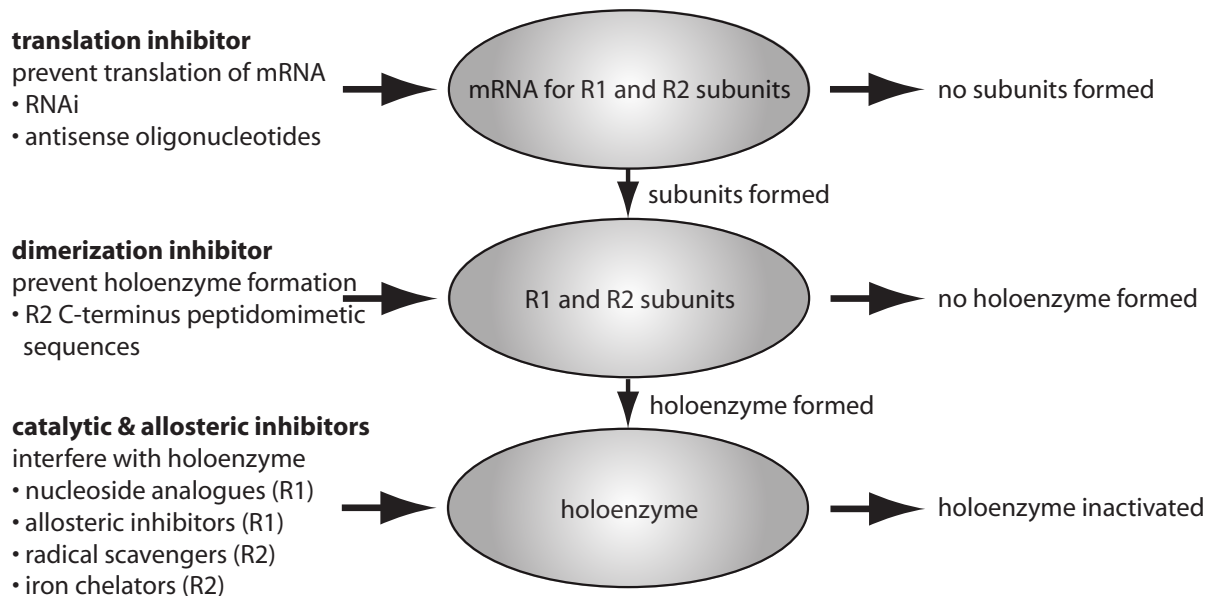 translation inhibitor
prevent translation of mRNA
• RNAi
• antisense oligonucleotides
mRNA for R1 and R2 subunits
no subunits formed
subunits formed
dimerization inhibitor
prevent holoenzyme formation
• R2 C-terminus peptidomimetic
sequences
R1 and R2 subunits
no holoenzyme formed
holoenzyme formed
catalytic & allosteric inhibitors
interfere with holoenzyme
• nucleoside analogues (R1)
• allosteric inhibitors (R1)
• radical scavengers (R2)
• iron chelators (R2)
holoenzyme
holoenzyme inactivated